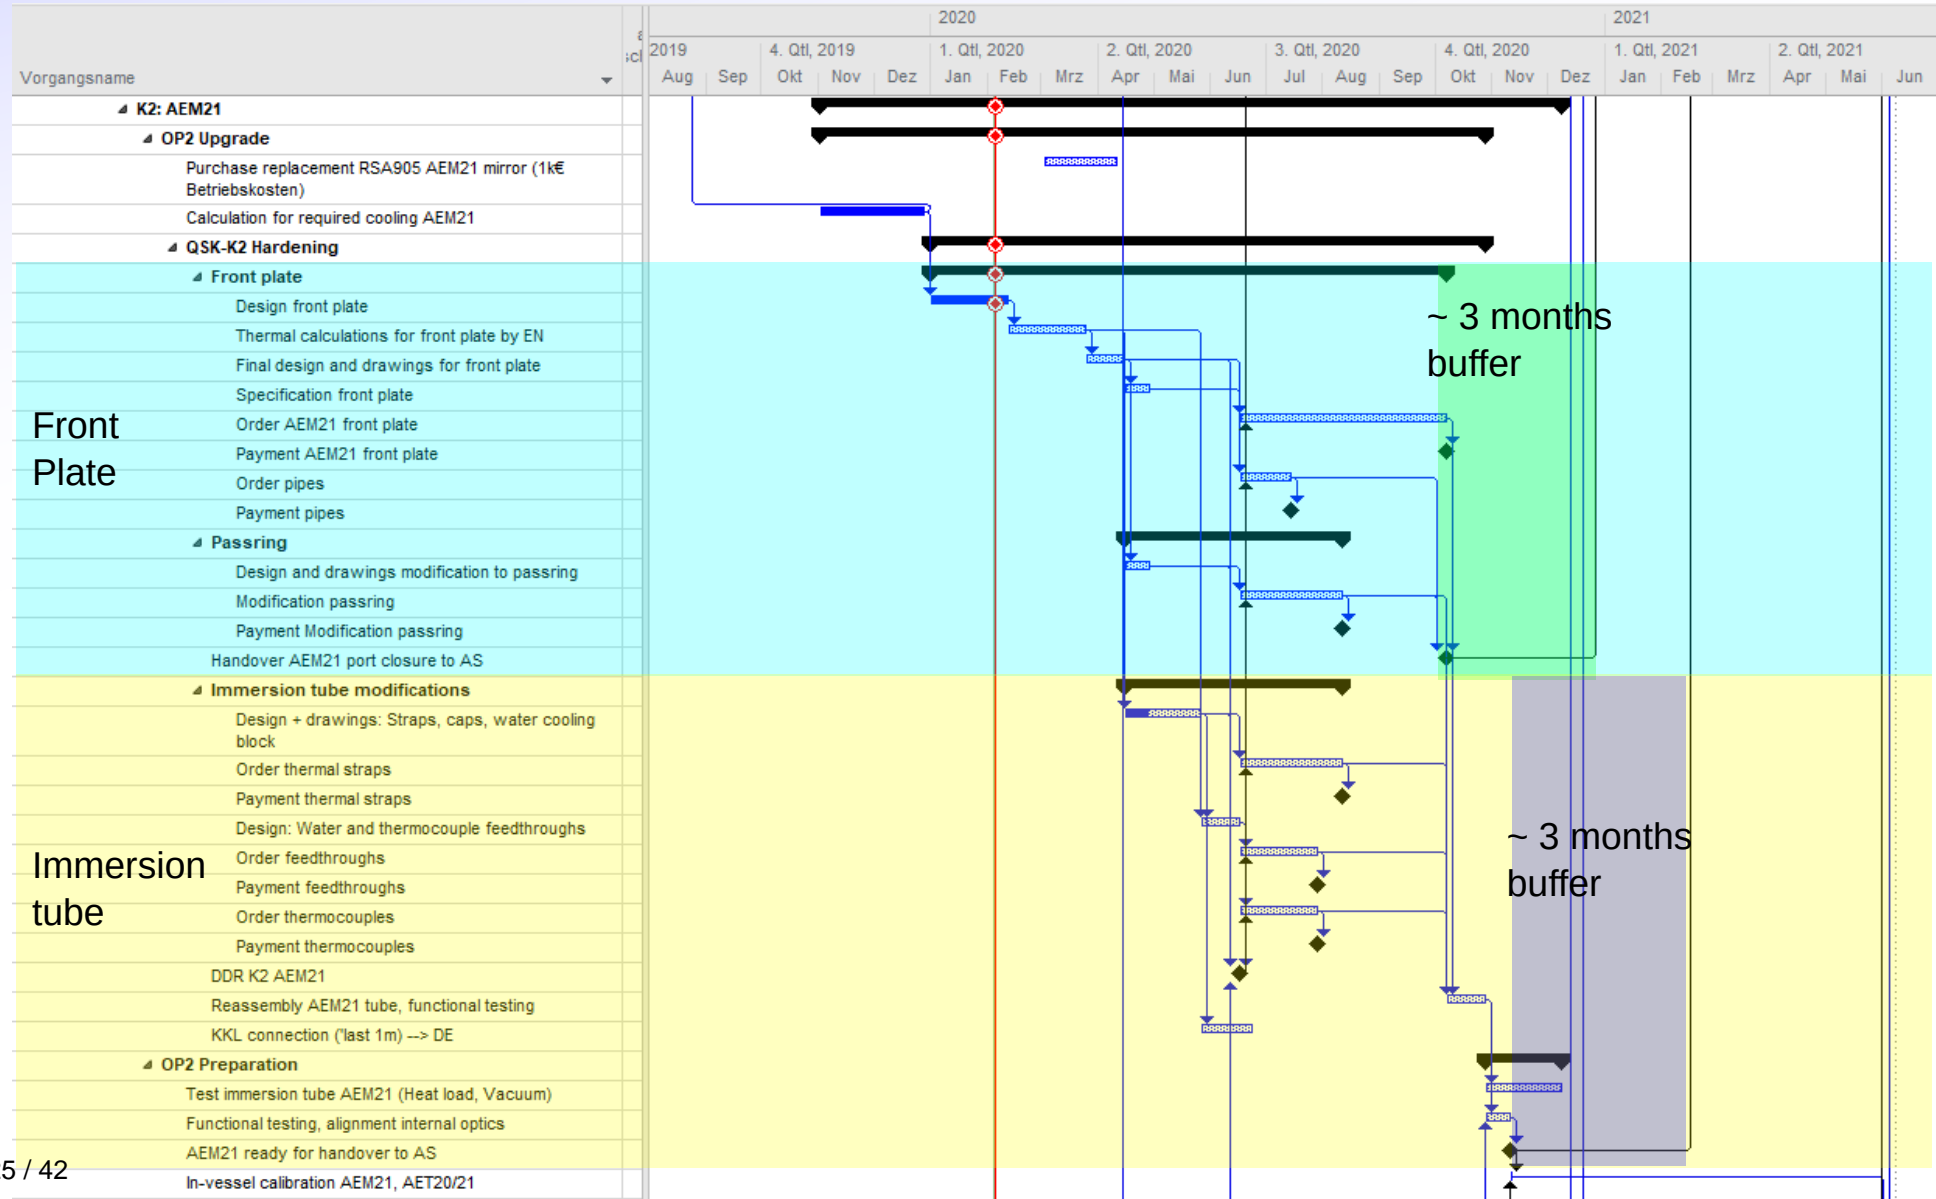 2020
2021
2019
4. Qtl, 2019
1. Qtl, 2020
2. Qtl, 2020
3. Qtl, 2020
4. Qtl, 2020
1. Qtl, 2021
2. Qtl, 2021
Vorgangsname
Aug Sep Okt Nov Dez Jan Feb Mrz Apr Mai Jun Jul Aug Sep Okt Nov Dez Jan Feb Mrz Apr Mai Jun
K2: AEM21
OP2 Upgrade
Purchase replacement RSA905 AEM21 mirror (1k€
Betriebskosten)
Calculation for required cooling AEM21
QSK-K2 Hardening
Front plate
Design front plate
Thermal calculations for front plate by EN
Final design and drawings for front plate
Specification front plate
Order AEM21 front plate
Payment AEM21 front plate
Order pipes
Payment pipes
Passring
Design and drawings modification to passring
Modification passring
Payment Modification passring
Handover AEM21 port closure to AS
Immersion tube modifications
Design + drawings: Straps, caps, water cooling
block
Order thermal straps
Payment thermal straps
Design: Water and thermocouple feedthroughs
Order feedthroughs
Payment feedthroughs
Order thermocouples
Payment thermocouples
DDR K2 AEM21
Reassembly AEM21 tube, functional testing
KKL connection ('last 1m) --> DE
OP2 Preparation
Test immersion tube AEM21 (Heat load, Vacuum)
Functional testing, alignment internal optics
AEM21 ready for handover to AS
In-vessel calibration AEM21, AET20/21
Front
Plate
Immersion
tube
~ 3 months
buffer
~ 3 months
buffer
5 / 42